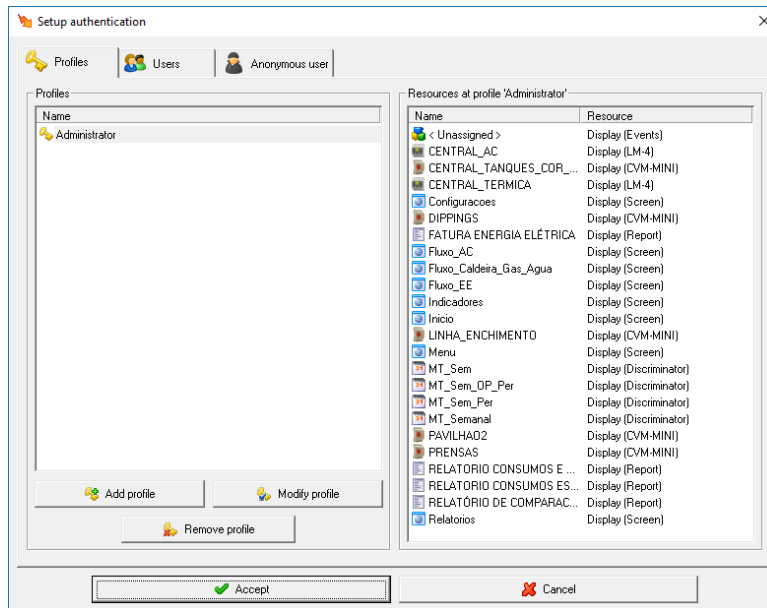 Setup authentication
Profiles Users Anonymous user
Profiles
Name
Administrator
Add profile Modify profile
Remove profile
Resources at profile 'Administrator'
Name Resource
< Unassigned > Display (Events)
CENTRAL_AC Display (LM-4)
CENTRAL_TANQUES_COR_... Display (CVM-MINI)
CENTRAL_TERMICA Display (LM-4)
Configuracoes Display (Screen)
DIPPINGS Display (CVM-MINI)
FATURA ENERGIA ELÉTRICA Display (Report)
Fluxo_AC Display (Screen)
Fluxo_Caldeira_Gas_Agua Display (Screen)
Fluxo_EE Display (Screen)
Indicadores Display (Screen)
Inicio Display (Screen)
LINHA_ENCHIMENTO Display (CVM-MINI)
Menu Display (Screen)
MT_Sem Display (Discriminator)
MT_Sem_OP_Per Display (Discriminator)
MT_Sem_Per Display (Discriminator)
MT_Semanal Display (Discriminator)
PAVILHAO2 Display (CVM-MINI)
PRENSAS Display (CVM-MINI)
RELATORIO CONSUMOS E ... Display (Report)
RELATORIO CONSUMOS ES... Display (Report)
RELATÓRIO DE COMPARAC... Display (Report)
Relatorios Display (Screen)
Accept Cancel